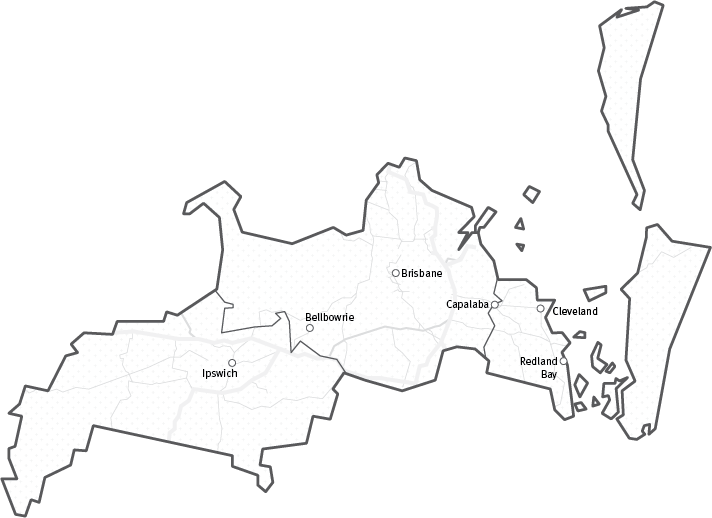 Brisbane
Capalaba
Cleveland
Bellbowrie
Redland
Bay
Ipswich